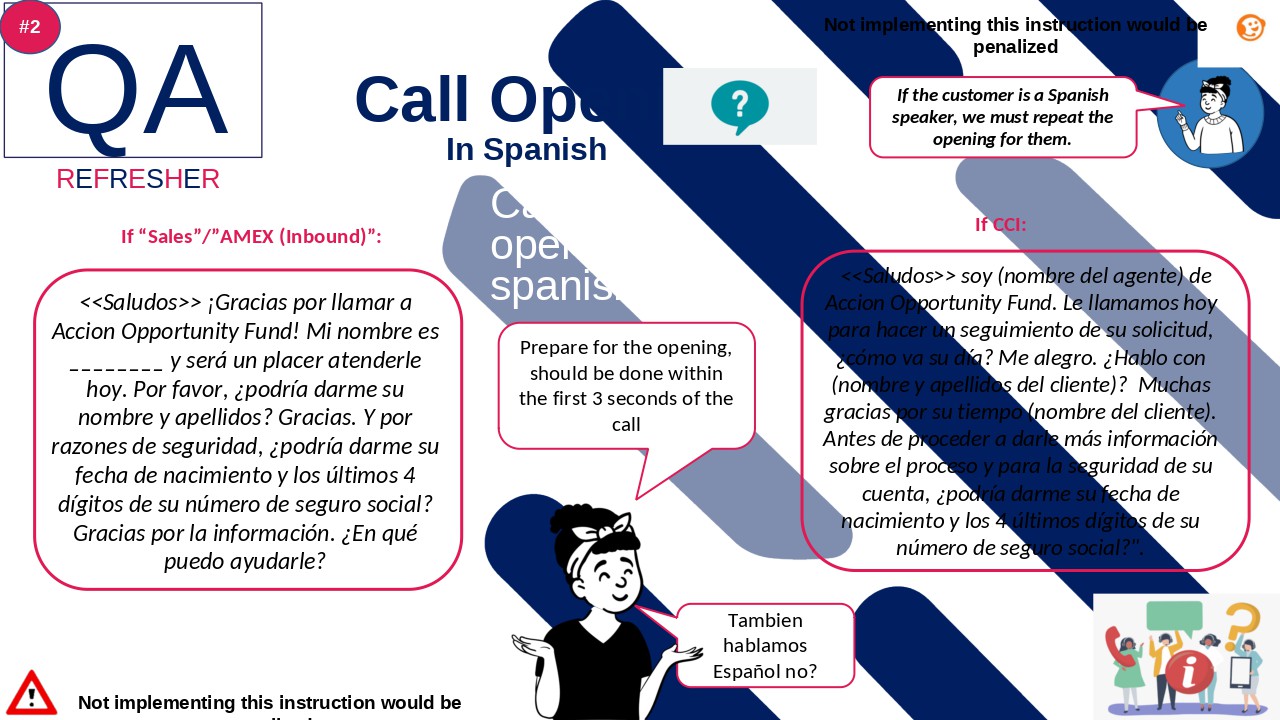 #2
QA
REFRESHER
Call Open
In Spanish
Not implementing this instruction would be
penalized
If the customer is a Spanish
speaker, we must repeat the
opening for them.
If “Sales”/”AMEX (Inbound)”:
<<Saludos>> ¡Gracias por llamar a
Accion Opportunity Fund! Mi nombre es
________ y será un placer atenderle
hoy. Por favor, ¿podría darme su
nombre y apellidos? Gracias. Y por
razones de seguridad, ¿podría darme su
fecha de nacimiento y los últimos 4
dígitos de su número de seguro social?
Gracias por la información. ¿En qué
puedo ayudarle?
spanish
Prepare for the opening,
should be done within
the first 3 seconds of the
call
Tambien
hablamos
Español no?
If CCI:
<<Saludos>> soy (nombre del agente) de
Accion Opportunity Fund. Le llamamos hoy
para hacer un seguimiento de su solicitud,
¿cómo va su día? Me alegro. ¿Hablo con
(nombre y apellidos del cliente)? Muchas
gracias por su tiempo (nombre del cliente).
Antes de proceder a darle más información
sobre el proceso y para la seguridad de su
cuenta, ¿podría darme su fecha de
nacimiento y los 4 últimos dígitos de su
número de seguro social?".
Not implementing this instruction would be